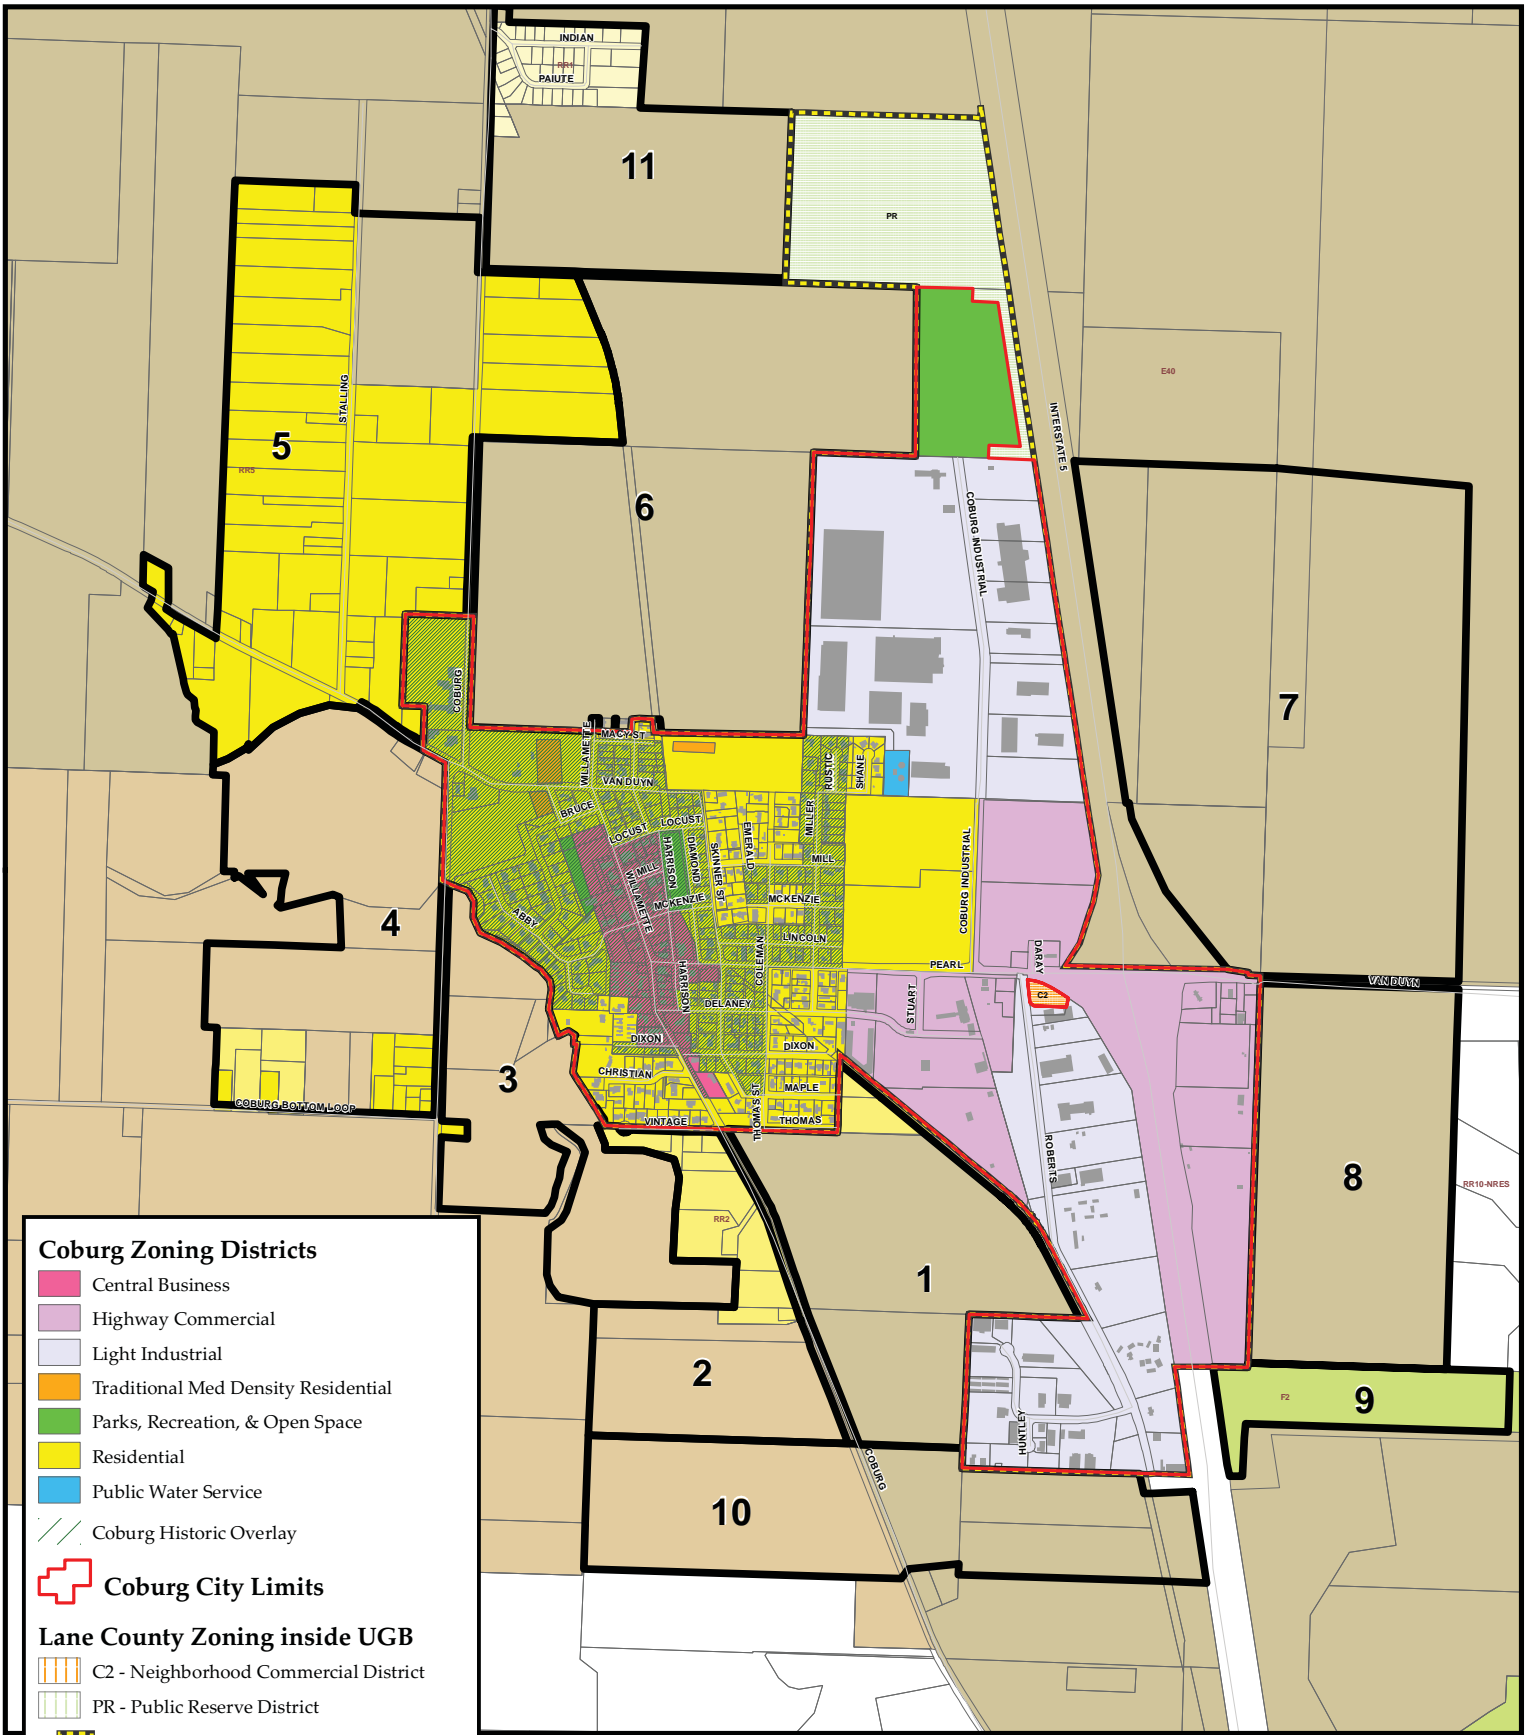 INDIAN
RR1
PAIUTE
11
PR
E40
STALLING
INTERSTATE 5
5
RR5
6
COBURG INDUSTRIAL
7
COBURG
WILLAMETTE
MACY ST
VAN DUYN
RUSTIC
SHANE
BRUCE
LOCUST
LOCUST
MILLER
EMERALD
DIAMOND
HARRISON
SKINNER ST
COBURG INDUSTRIAL
MILL
MILL
WILLAMETTE
MCKENZIE
MCKENZIE
ABBY
4
LINCOLN
COLEMAN
PEARL
DARAY
HARRISON
VAN DUYN
C2
STUART
DELANEY
DIXON
DIXON
CHRISTIAN
3
MAPLE
COBURG BOTTOM LOOP
THOMAS ST
VINTAGE
THOMAS
ROBERTS
8
RR10-NRES
RR2
1
2
9
F2
HUNTLEY
COBURG
10
Coburg Zoning Districts
Central Business
Highway Commercial
Light Industrial
Traditional Med Density Residential
Parks, Recreation, & Open Space
Residential
Public Water Service
Coburg Historic Overlay
Coburg City Limits
Lane County Zoning inside UGB
C2 - Neighborhood Commercial District
PR - Public Reserve District